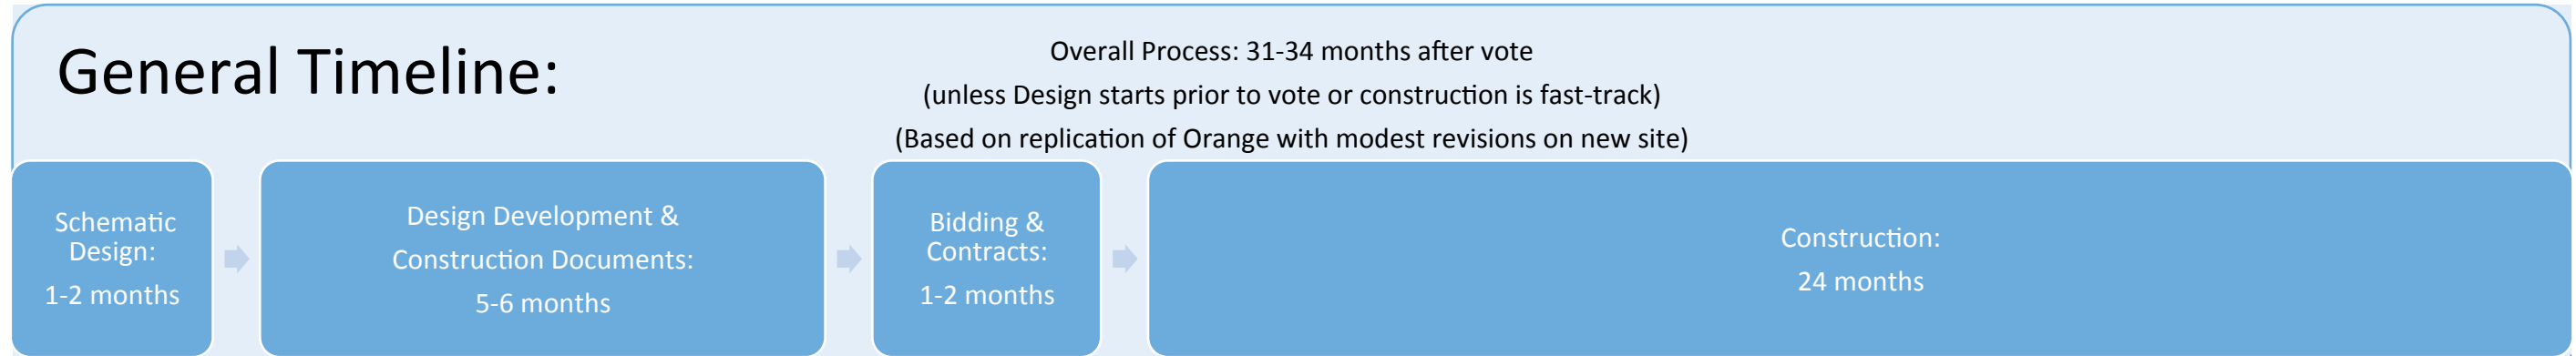 General Timeline:
Overall Process: 31-34 months after vote
(unless Design starts prior to vote or construction is fast-track)
(Based on replication of Orange with modest revisions on new site)
Schematic
Design:
1-2 months
Design Development &
Construction Documents:
5-6 months
Bidding &
Contracts:
1-2 months
Construction:
24 months